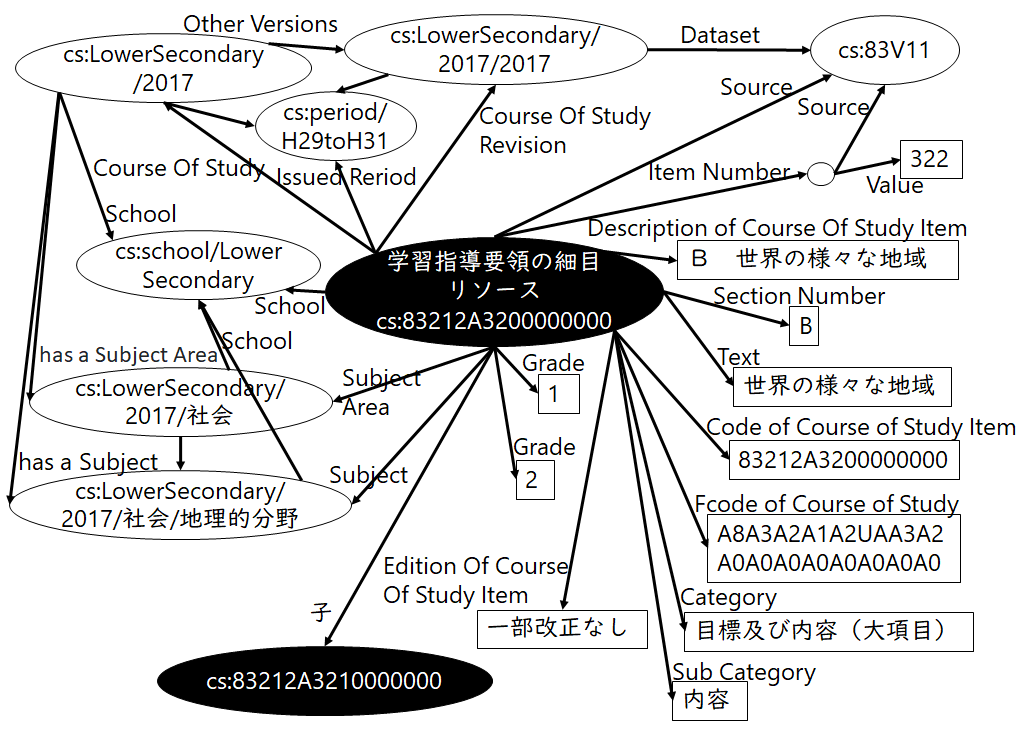 Other Versions
cs:LowerSecondary
/2017
cs:LowerSecondary/
2017/2017
Dataset
cs:83V11
Source
Source
cs:period/
H29toH31
Course Of Study
Revision
Course Of Study
Issued Reriod
Item Number
322
Value
School
Description of Course Of Study Item
B 世界の様々な地域
cs:school/Lower
Secondary
学習指導要領の細目
リソース
cs:83212A3200000000
School
Section Number
B
School
has a Subject Area
Text
世界の様々な地域
cs:LowerSecondary/
2017/社会
Subject
Area
Grade
1
Code of Course of Study Item
83212A3200000000
has a Subject
Subject
Grade
2
cs:LowerSecondary/
2017/社会/地理的分野
Fcode of Course of Study
A8A3A2A1A2UAA3A2
A0A0A0A0A0A0A0A0
Edition Of Course
Of Study Item
子
一部改正なし
Category
目標及び内容（大項目）
cs:83212A3210000000
Sub Category
内容